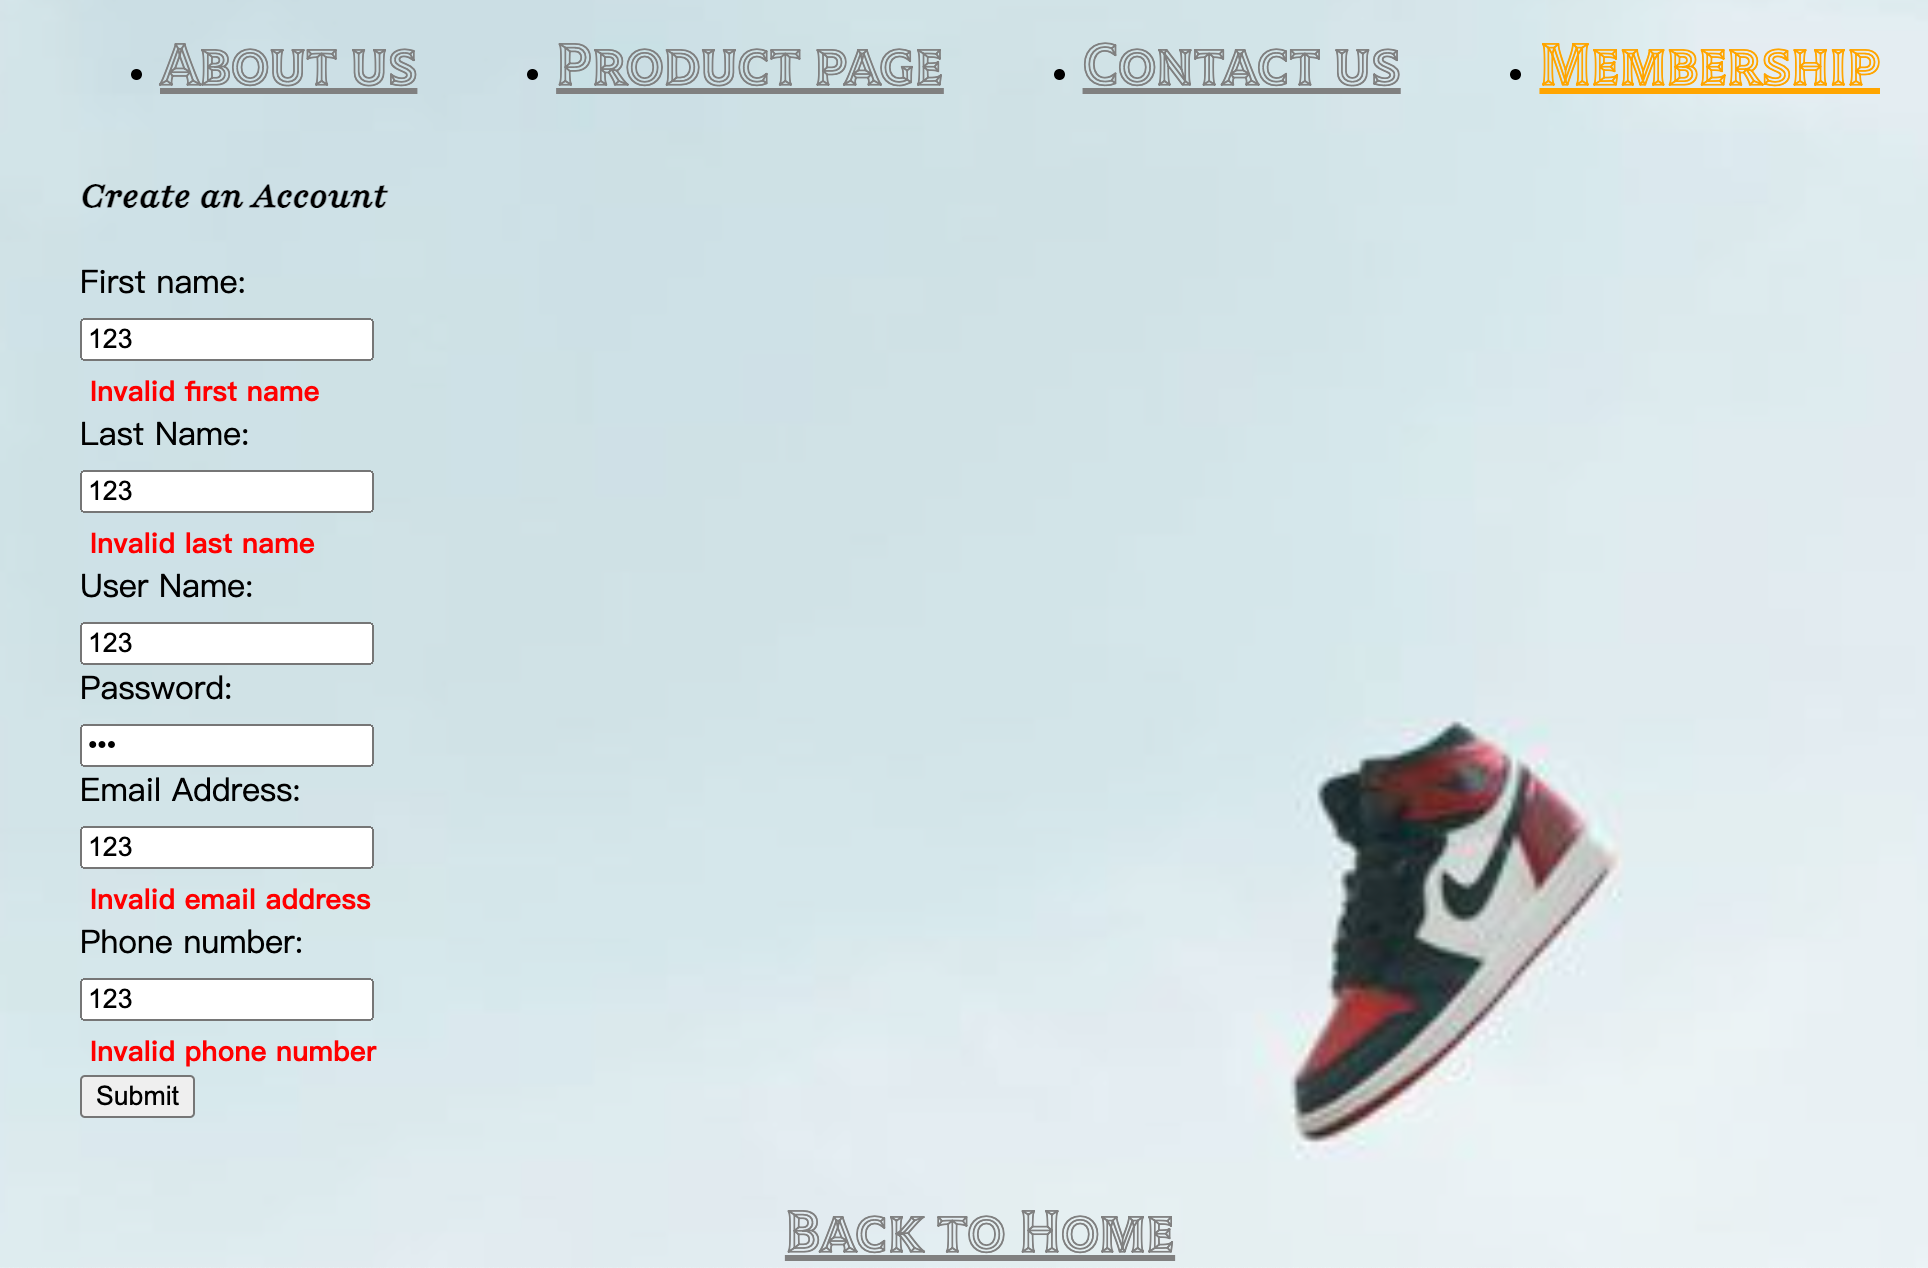 • About us • Product page • Contact us • Membership
Create an Account
First name:
123
Invalid first name
Last Name:
123
Invalid last name
User Name:
123
Password:
•••
Email Address:
123
Invalid email address
Phone number:
123
Invalid phone number
Submit
Back to Home